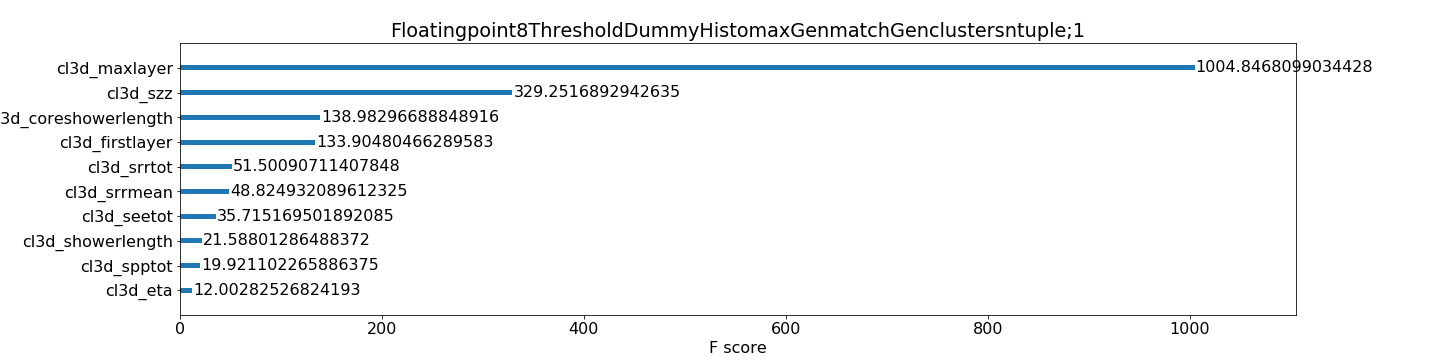 Floatingpoint8ThresholdDummyHistomaxGenmatchGenclustersntuple;1
cl3d_maxlayer 1004.8468099034428
cl3d_szz 329.2516892942635
3d_coreshowerlength 138.98296688848916
cl3d_firstlayer 133.90480466289583
cl3d_srrtot 51.50090711407848
cl3d_srrmean 48.824932089612325
cl3d_seetot 35.715169501892085
cl3d_showerlength 21.58801286488372
cl3d_spptot 19.921102265886375
cl3d_eta 12.00282526824193
0 200 400 600 800 1000
F score